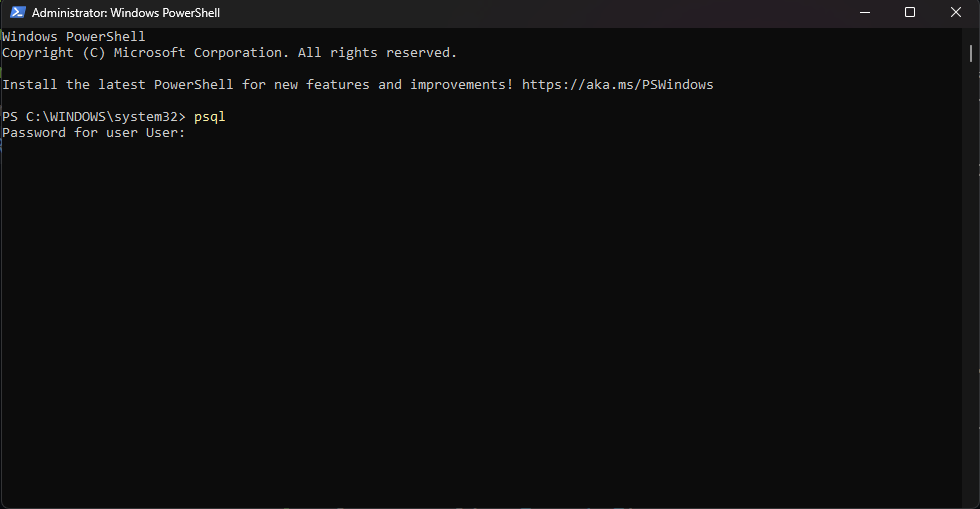 Administrator: Windows PowerShell
Windows PowerShell
Copyright (C) Microsoft Corporation. All rights reserved.
Install the latest PowerShell for new features and improvements! https://aka.ms/PSWindows
PS C:\WINDOWS\system32> psql
Password for user User: